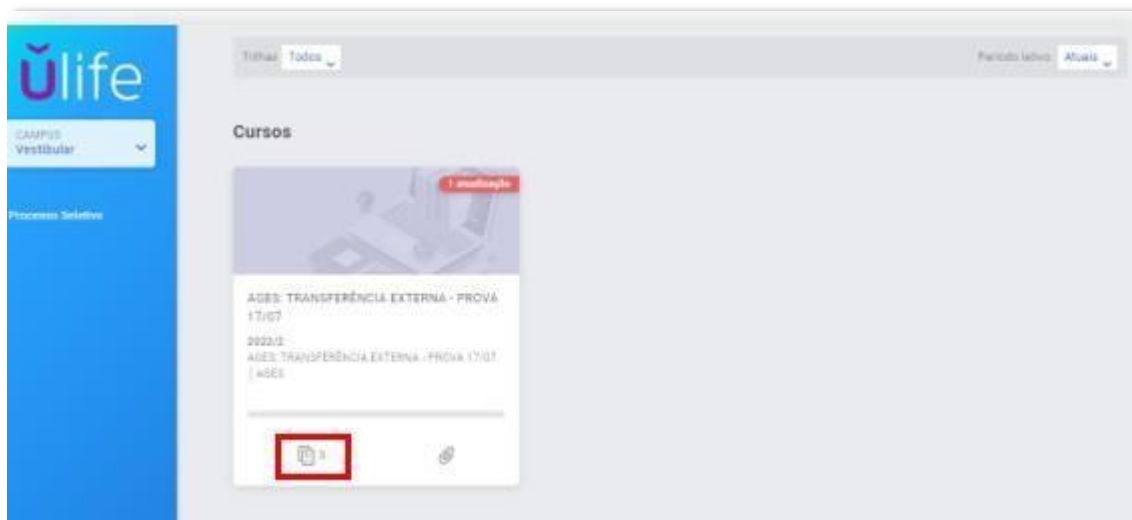 ŭlife
CAMPUS
Vestibular
Processo Seletivo
Trilhas Todos
Período letivo Atuais
Cursos
1 atualização
AGES: TRANSFERÊNCIA EXTERNA - PROVA
17/07
2022/2
AGES: TRANSFERÊNCIA EXTERNA - PROVA 17/07
| AGES
3